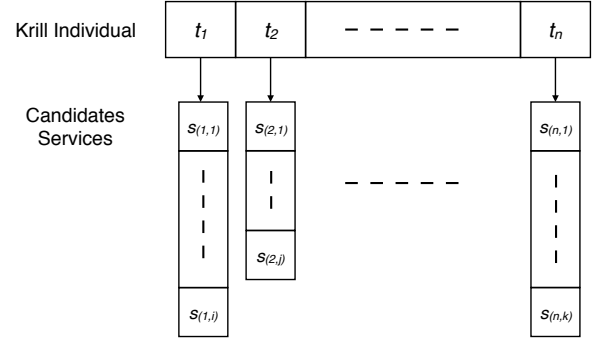 Krill Individual t1 t2 tn
Candidates
Services
s(1,1) s(2,1) s(n,1)
s(2,j)
s(1,i) s(n,k)